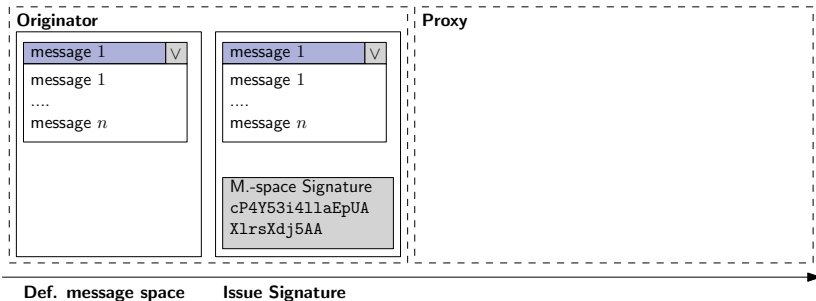 Originator
Proxy
message 1 ∨
message 1
....
message n
message 1 ∨
message 1
....
message n
M.-space Signature
cP4Y53i4llaEpUA
XlrsXdj5AA
Def. message space
Issue Signature